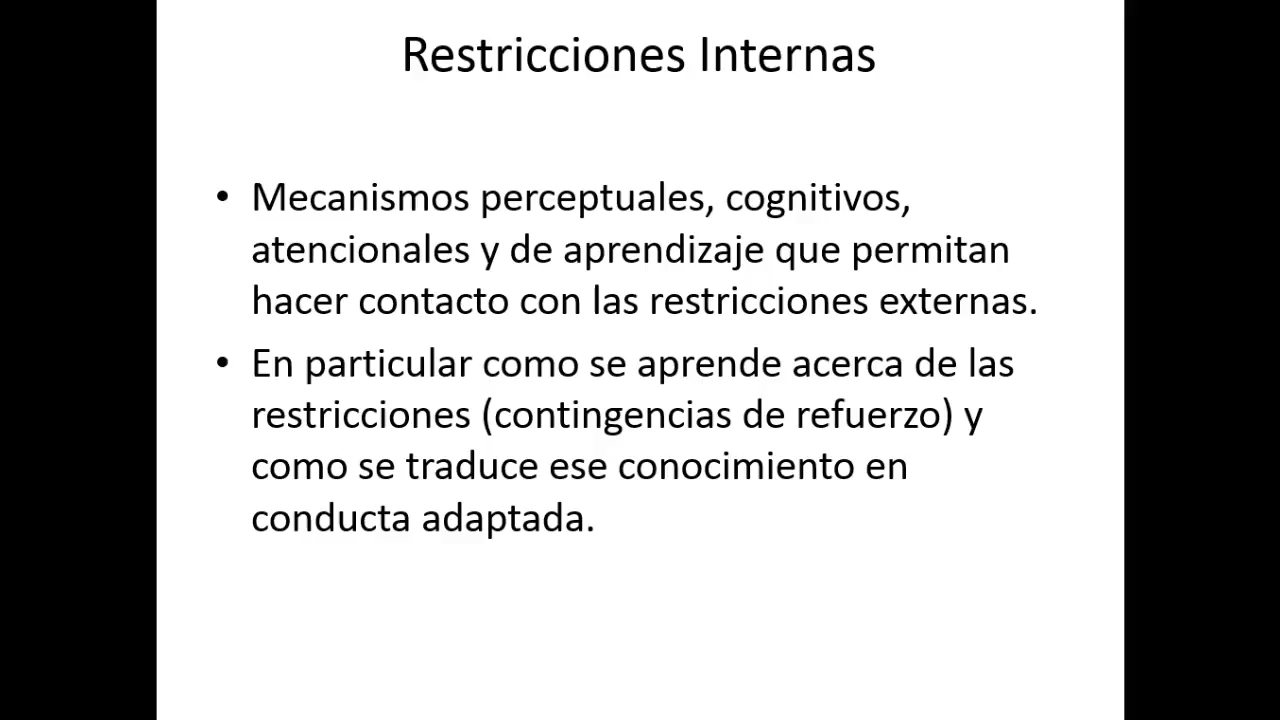 Restricciones Internas
• Mecanismos perceptuales, cognitivos,
atencionales y de aprendizaje que permitan
hacer contacto con las restricciones externas.
• En particular como se aprende acerca de las
restricciones (contingencias de refuerzo) y
como se traduce ese conocimiento en
conducta adaptada.